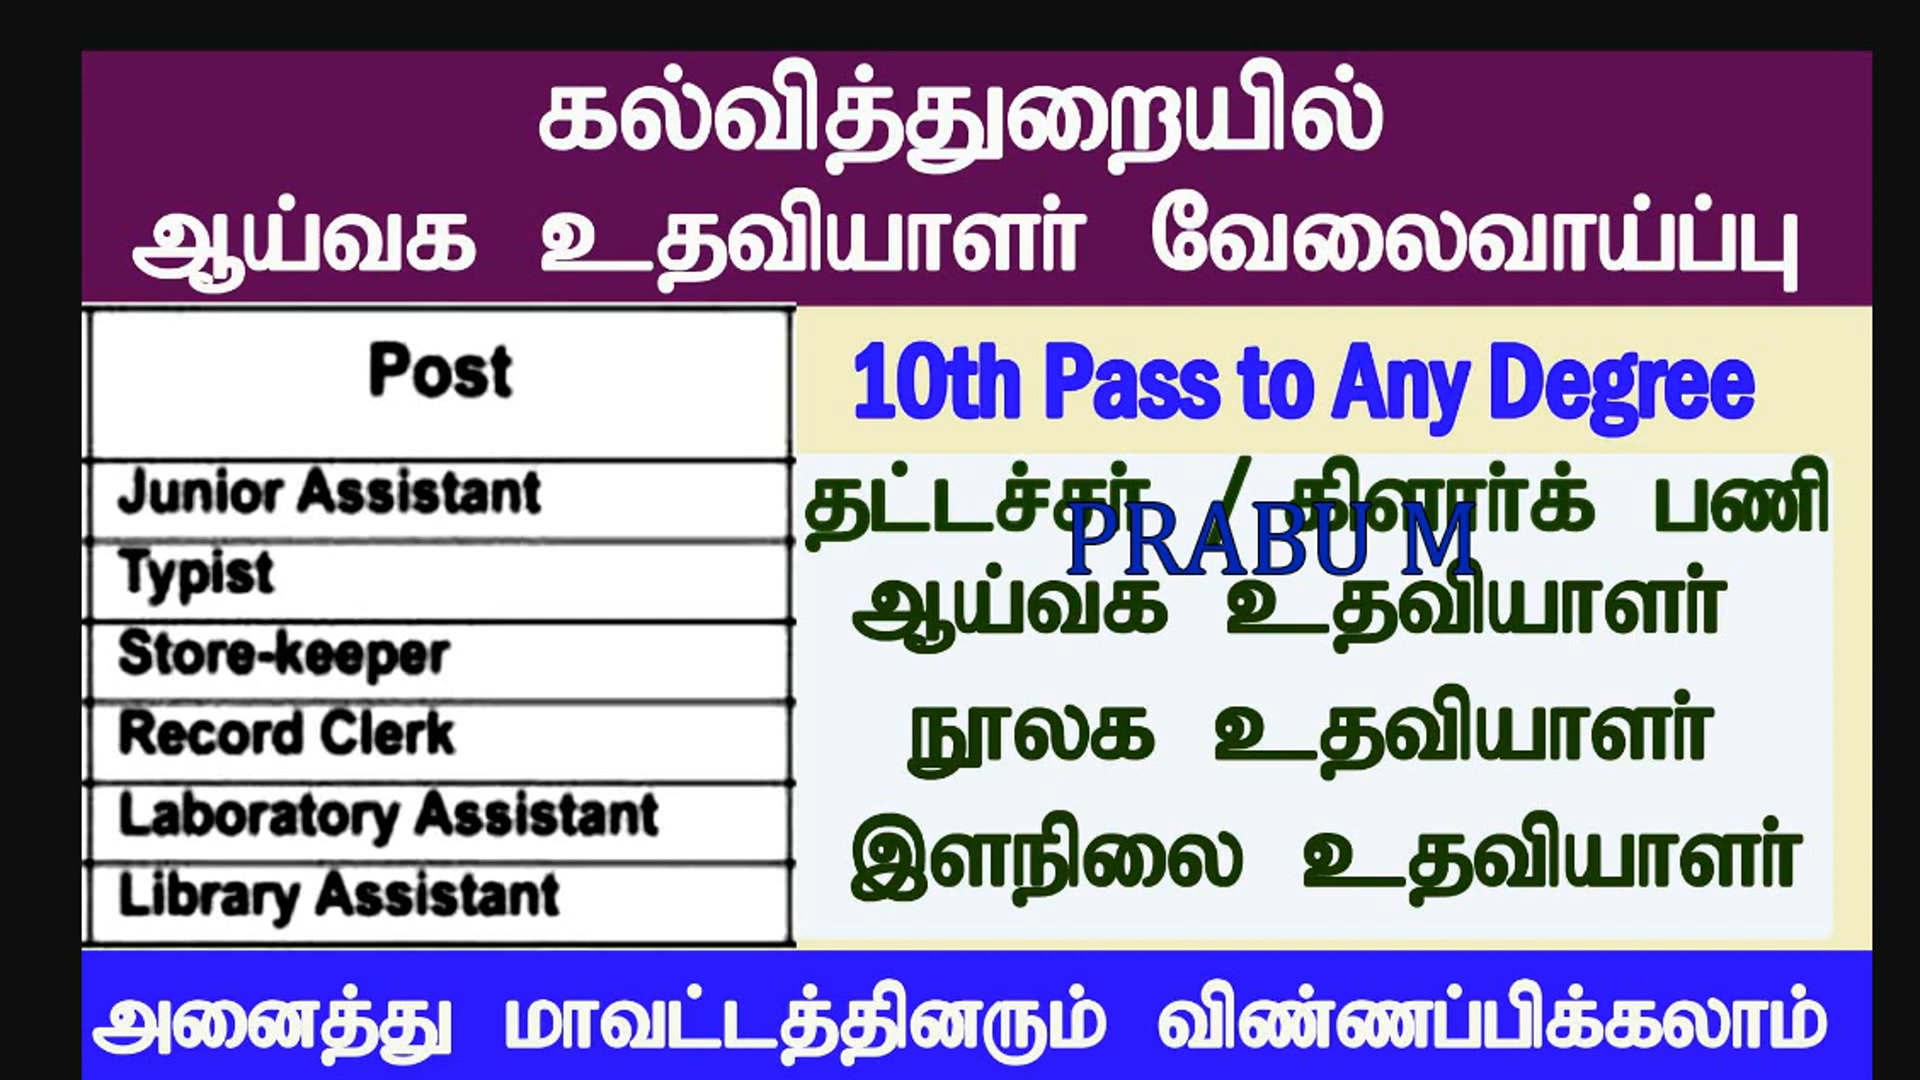 கல்வித்துறையில்
ஆய்வக உதவியாளர் வேலைவாய்ப்பு
Post
Junior Assistant
Typist
Store-keeper
Record Clerk
Laboratory Assistant
Library Assistant
10th Pass to Any Degree
தட்டச்சர் / கிளார்க் பணி
PRABU M
ஆய்வக உதவியாளர்
நூலக உதவியாளர்
இளநிலை உதவியாளர்
அனைத்து மாவட்டத்தினரும் விண்ணப்பிக்கலாம்